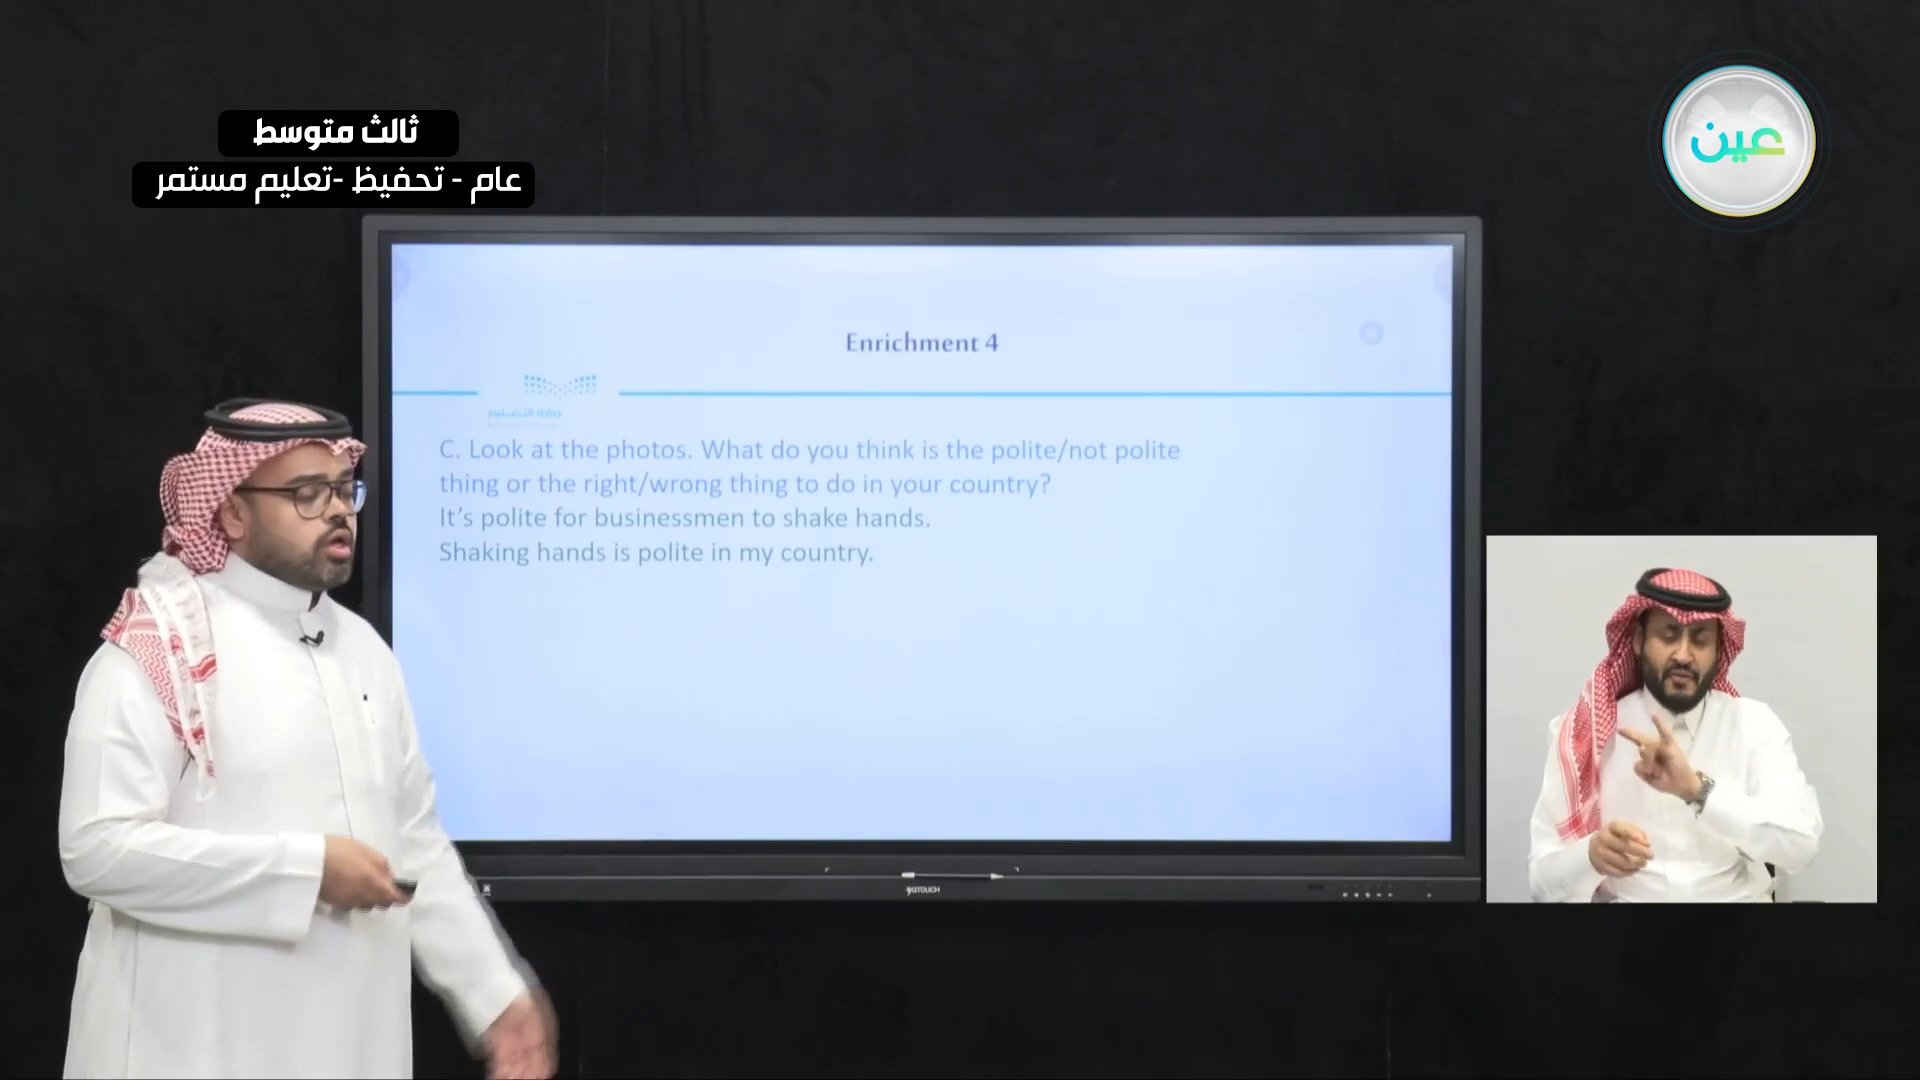 ثالث متوسط
عام - تحفيظ -تعليم مستمر
عين
Enrichment 4
وزارة التعليم
C. Look at the photos. What do you think is the polite/not polite
thing or the right/wrong thing to do in your country?
It's polite for businessmen to shake hands.
Shaking hands is polite in my country.